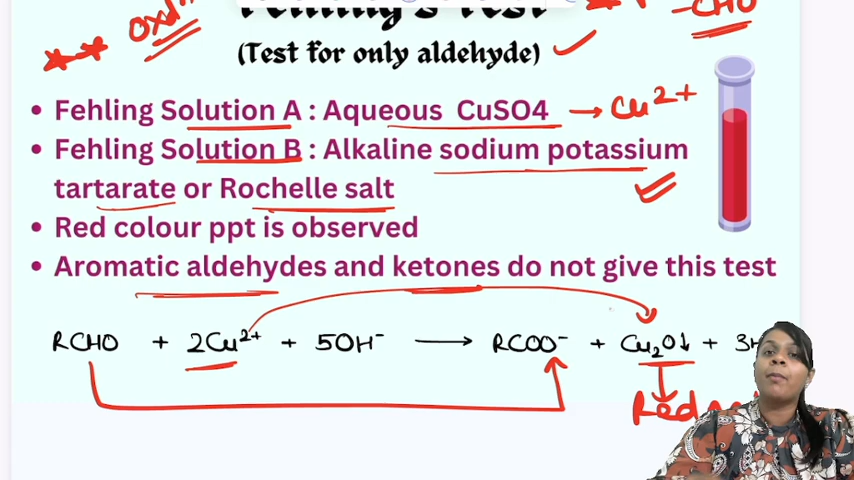 Fehling's Test
-CHO
(Test for only aldehyde)
• Fehling Solution A : Aqueous CuSO4 → Cu²⁺
• Fehling Solution B : Alkaline sodium potassium
tartarate or Rochelle salt
• Red colour ppt is observed
• Aromatic aldehydes and ketones do not give this test
RCHO + 2Cu²⁺ + 5OH⁻ → RCOO⁻ + Cu₂O↓ + 3H
Red